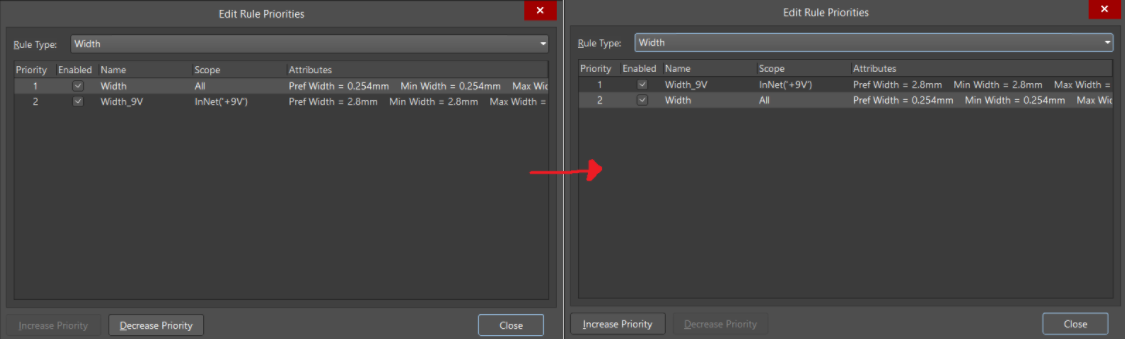 Edit Rule Priorities
Rule Type: Width
Priority Enabled Name Scope Attributes
1 Width All Pref Width = 0.254mm Min Width = 0.254mm Max Wid
2 Width_9V InNet('+9V') Pref Width = 2.8mm Min Width = 2.8mm Max Width =
Increase Priority Decrease Priority Close
Edit Rule Priorities
Rule Type: Width
Priority Enabled Name Scope Attributes
1 Width_9V InNet('+9V') Pref Width = 2.8mm Min Width = 2.8mm Max Width =
2 Width All Pref Width = 0.254mm Min Width = 0.254mm Max Wi
Increase Priority Decrease Priority Close